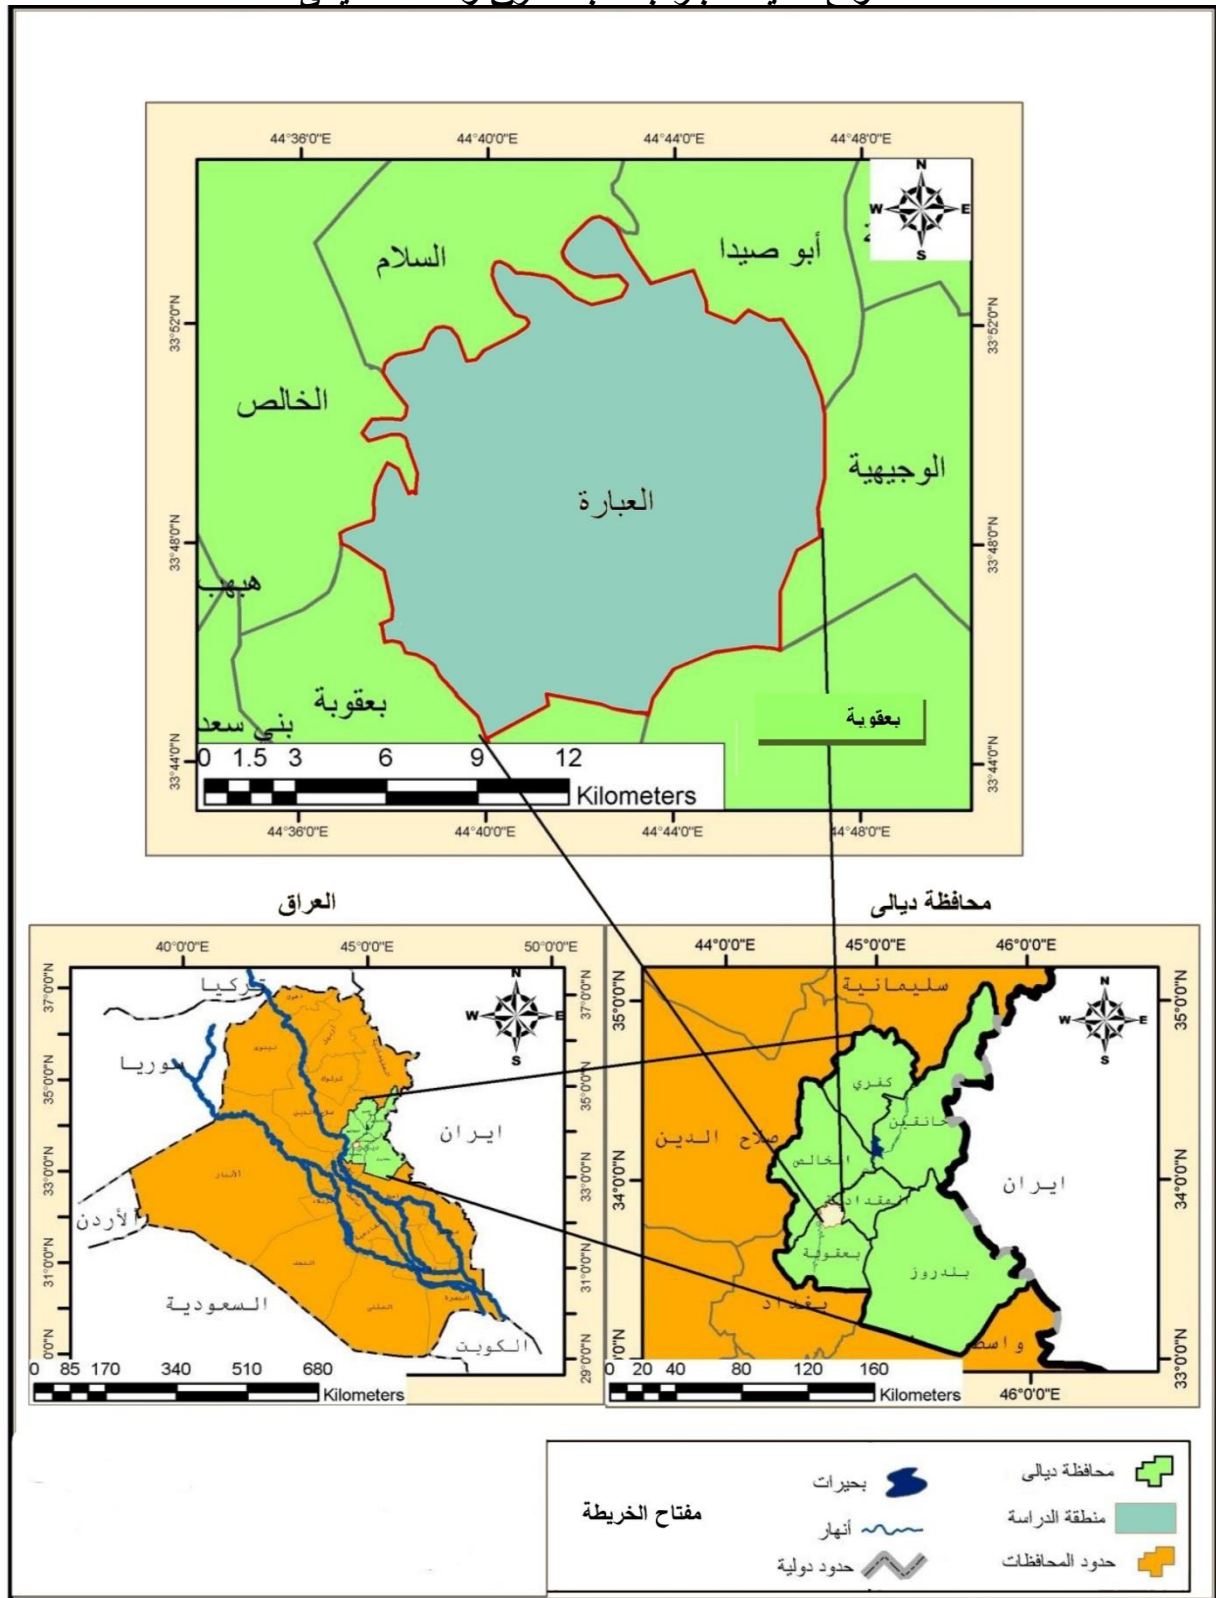 44°36'0"E 44°40'0"E 44°44'0"E 44°48'0"E
N
W E
S
أبو صيدا
السلام
33°52'0"N 33°52'0"N
الخالص
الوجيهية
العبارة
33°48'0"N 33°48'0"N
هبهب
بعقوبة
بعقوبة
بني سعد
33°44'0"N 33°44'0"N
0 1.5 3 6 9 12
Kilometers
44°36'0"E 44°40'0"E 44°44'0"E 44°48'0"E
محافظة ديالى
العراق
44°0'0"E 45°0'0"E 46°0'0"E
35°0'0"N 35°0'0"N
سليمانية
N
W E
S
كفري
خانقين
صلاح الدين
الخالص
ايران
34°0'0"N 34°0'0"N
المقدادية
بعقوبة
بلدروز
بغداد
واسط
33°0'0"N
0 20 40 80 120 160
Kilometers
46°0'0"E
40°0'0"E 45°0'0"E 50°0'0"E
37°0'0"N 37°0'0"N
تركيا
N
W E
S
سوريا
35°0'0"N 35°0'0"N
ايران
33°0'0"N 33°0'0"N
الأردن
31°0'0"N 31°0'0"N
السعودية
الكويت
0°0'0"N 29°0'0"N
0 85 170 340 510 680
Kilometers
مفتاح الخريطة
محافظة ديالى
بحيرات
منطقة الدراسة
أنهار
حدود المحافظات
حدود دولية